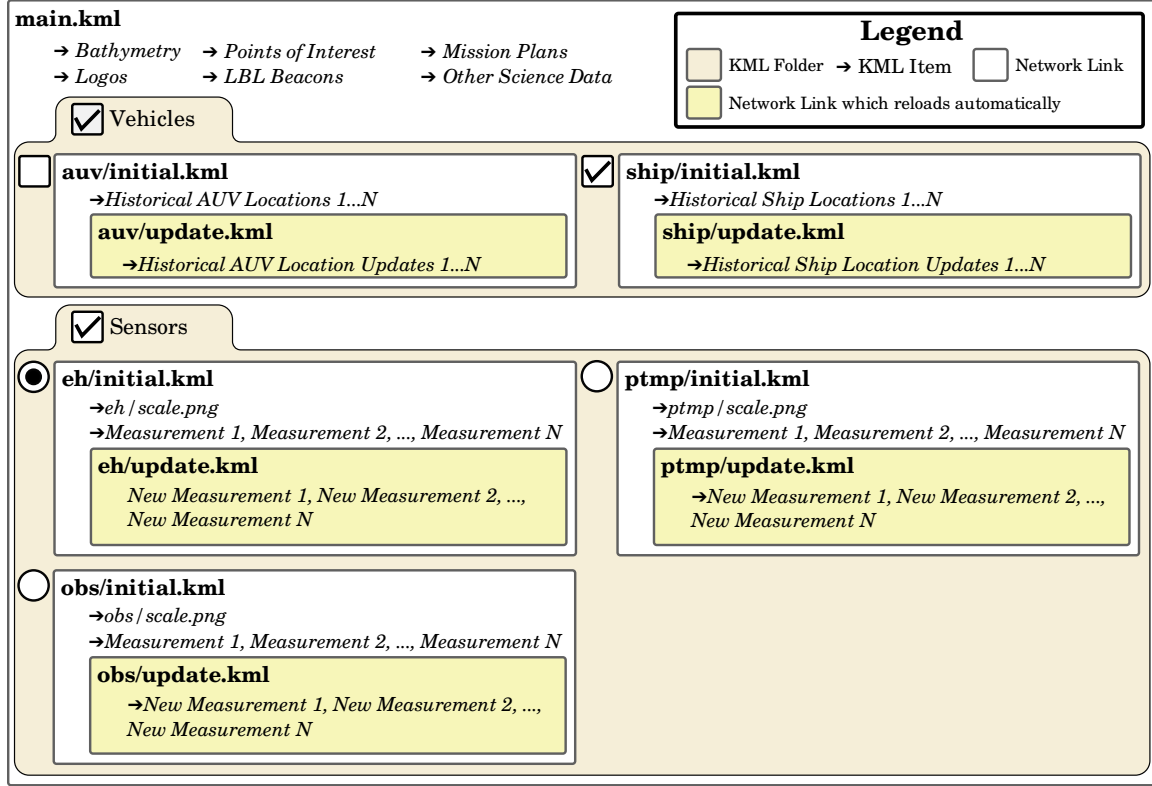 main.kml
➔ Bathymetry ➔ Points of Interest ➔ Mission Plans
➔ Logos ➔ LBL Beacons ➔ Other Science Data
Legend
KML Folder ➔ KML Item Network Link
Network Link which reloads automatically
Vehicles
auv/initial.kml
➔Historical AUV Locations 1...N
auv/update.kml
➔Historical AUV Location Updates 1...N
ship/initial.kml
➔Historical Ship Locations 1...N
ship/update.kml
➔Historical Ship Location Updates 1...N
Sensors
eh/initial.kml
➔eh/scale.png
➔Measurement 1, Measurement 2, ..., Measurement N
eh/update.kml
New Measurement 1, New Measurement 2, ...,
New Measurement N
ptmp/initial.kml
➔ptmp/scale.png
➔Measurement 1, Measurement 2, ..., Measurement N
ptmp/update.kml
➔New Measurement 1, New Measurement 2, ...,
New Measurement N
obs/initial.kml
➔obs/scale.png
➔Measurement 1, Measurement 2, ..., Measurement N
obs/update.kml
➔New Measurement 1, New Measurement 2, ...,
New Measurement N